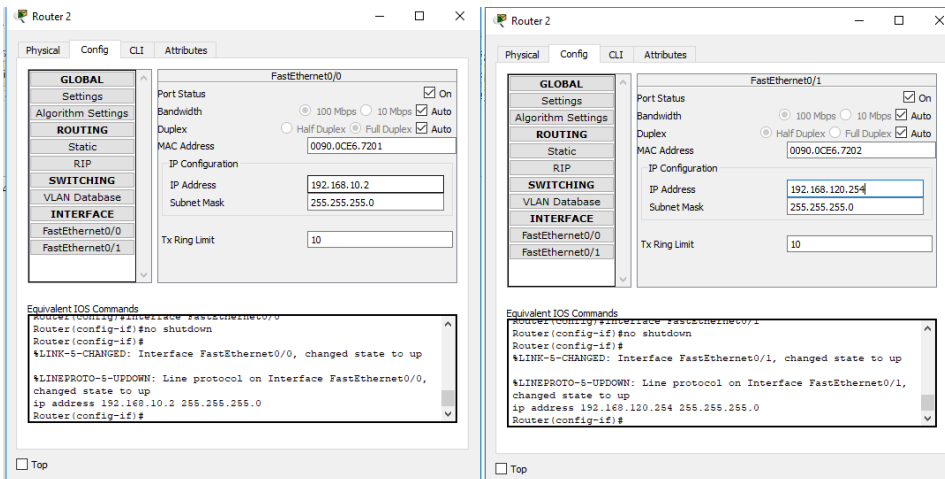 Router 2
Physical Config CLI Attributes
GLOBAL
Settings
Algorithm Settings
ROUTING
Static
RIP
SWITCHING
VLAN Database
INTERFACE
FastEthernet0/0
FastEthernet0/1
FastEthernet0/0
Port Status On
Bandwidth 100 Mbps 10 Mbps Auto
Duplex Half Duplex Full Duplex Auto
MAC Address 0090.0CE6.7201
IP Configuration
IP Address 192.168.10.2
Subnet Mask 255.255.255.0
Tx Ring Limit 10
Equivalent IOS Commands
Router(config)#interface FastEthernet0/0
Router(config-if)#no shutdown
Router(config-if)#
%LINK-5-CHANGED: Interface FastEthernet0/0, changed state to up
%LINEPROTO-5-UPDOWN: Line protocol on Interface FastEthernet0/0,
changed state to up
ip address 192.168.10.2 255.255.255.0
Router(config-if)#
Top
Router 2
Physical Config CLI Attributes
GLOBAL
Settings
Algorithm Settings
ROUTING
Static
RIP
SWITCHING
VLAN Database
INTERFACE
FastEthernet0/0
FastEthernet0/1
FastEthernet0/1
Port Status On
Bandwidth 100 Mbps 10 Mbps Auto
Duplex Half Duplex Full Duplex Auto
MAC Address 0090.0CE6.7202
IP Configuration
IP Address 192.168.120.254
Subnet Mask 255.255.255.0
Tx Ring Limit 10
Equivalent IOS Commands
Router(config)#interface FastEthernet0/1
Router(config-if)#no shutdown
Router(config-if)#
%LINK-5-CHANGED: Interface FastEthernet0/1, changed state to up
%LINEPROTO-5-UPDOWN: Line protocol on Interface FastEthernet0/1,
changed state to up
ip address 192.168.120.254 255.255.255.0
Router(config-if)#
Top